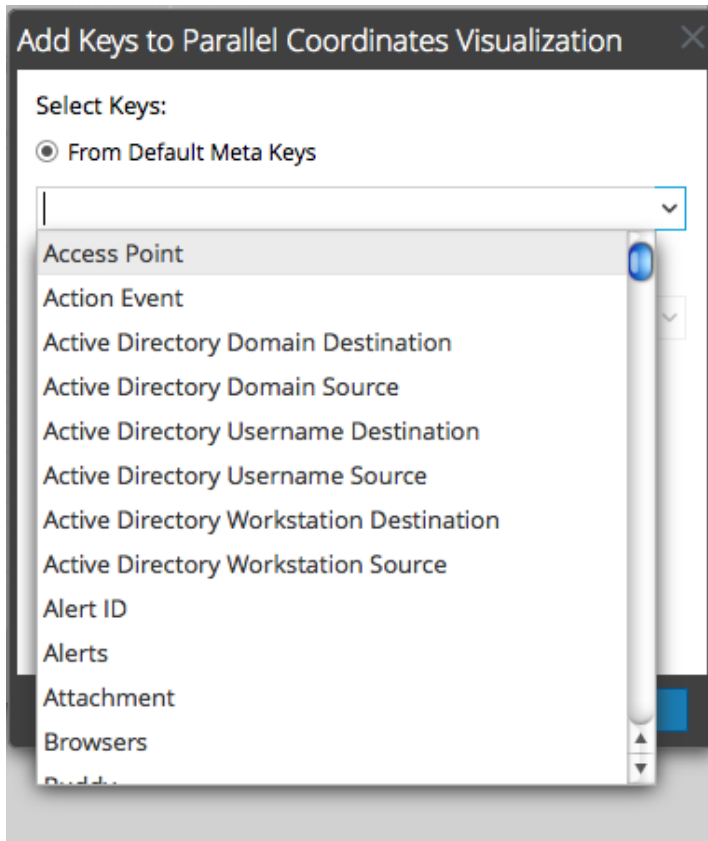 Add Keys to Parallel Coordinates Visualization
Select Keys:
From Default Meta Keys
Access Point
Action Event
Active Directory Domain Destination
Active Directory Domain Source
Active Directory Username Destination
Active Directory Username Source
Active Directory Workstation Destination
Active Directory Workstation Source
Alert ID
Alerts
Attachment
Browsers